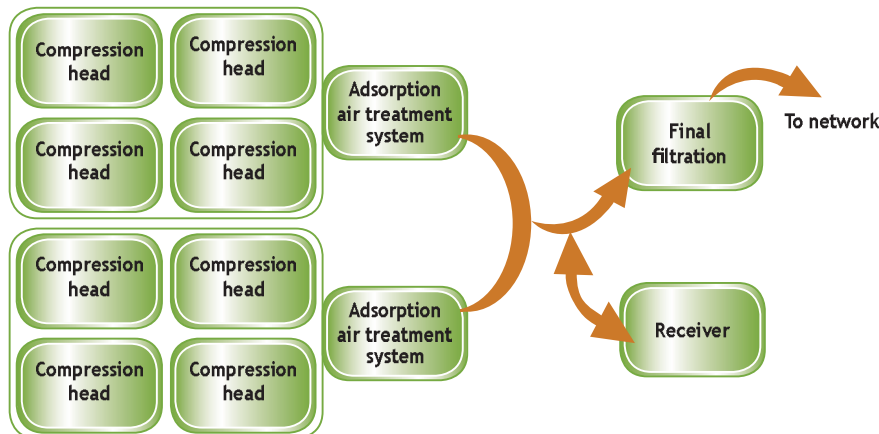 Compression
head
Compression
head
Adsorption
air treatment
system
Compression
head
Compression
head
Final
filtration
To network
Compression
head
Compression
head
Adsorption
air treatment
system
Receiver
Compression
head
Compression
head